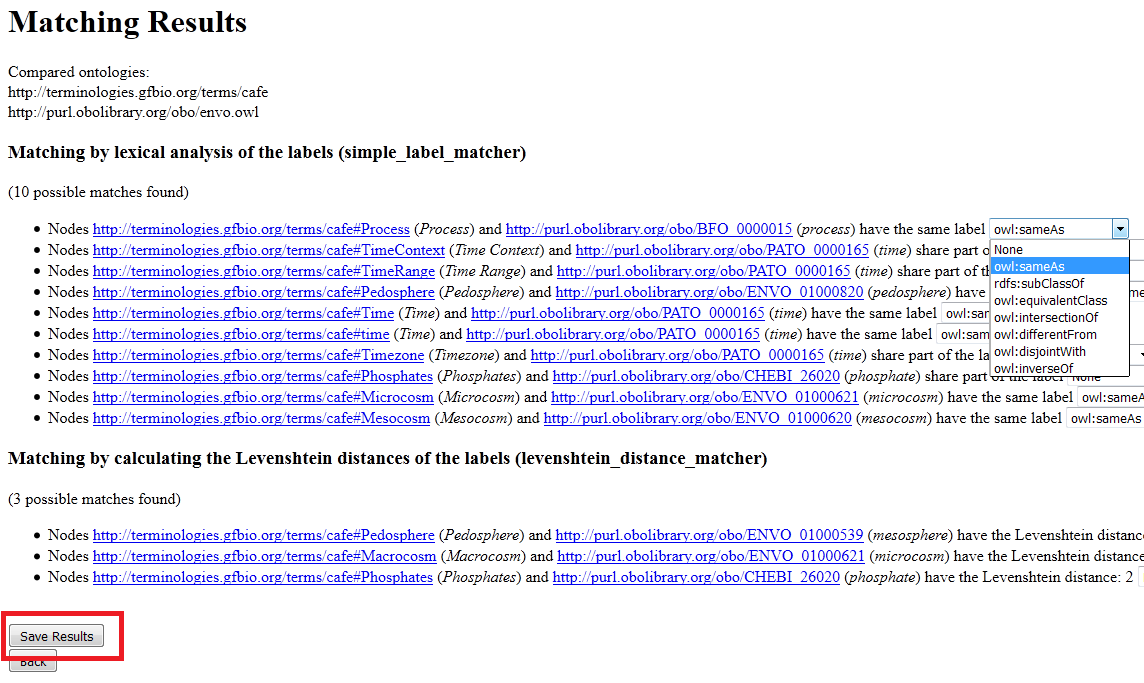 Matching Results
Compared ontologies:
http://terminologies.gfbio.org/terms/cafe
http://purl.obolibrary.org/obo/envo.owl
Matching by lexical analysis of the labels (simple_label_matcher)
(10 possible matches found)
Nodes http://terminologies.gfbio.org/terms/cafe#Process (Process) and http://purl.obolibrary.org/obo/BFO_0000015 (process) have the same label owl:sameAs
Nodes http://terminologies.gfbio.org/terms/cafe#TimeContext (Time Context) and http://purl.obolibrary.org/obo/PATO_0000165 (time) share part of
Nodes http://terminologies.gfbio.org/terms/cafe#TimeRange (Time Range) and http://purl.obolibrary.org/obo/PATO_0000165 (time) share part of
Nodes http://terminologies.gfbio.org/terms/cafe#Pedosphere (Pedosphere) and http://purl.obolibrary.org/obo/ENVO_01000820 (pedosphere) have
Nodes http://terminologies.gfbio.org/terms/cafe#Time (Time) and http://purl.obolibrary.org/obo/PATO_0000165 (time) have the same label
Nodes http://terminologies.gfbio.org/terms/cafe#time (Time) and http://purl.obolibrary.org/obo/PATO_0000165 (time) have the same label
Nodes http://terminologies.gfbio.org/terms/cafe#Timezone (Timezone) and http://purl.obolibrary.org/obo/PATO_0000165 (time) share part of the
Nodes http://terminologies.gfbio.org/terms/cafe#Phosphates (Phosphates) and http://purl.obolibrary.org/obo/CHEBI_26020 (phosphate) share part of the label None
Nodes http://terminologies.gfbio.org/terms/cafe#Microcosm (Microcosm) and http://purl.obolibrary.org/obo/ENVO_01000621 (microcosm) have the same label owl:sameA
Nodes http://terminologies.gfbio.org/terms/cafe#Mesocosm (Mesocosm) and http://purl.obolibrary.org/obo/ENVO_01000620 (mesocosm) have the same label owl:sameAs
None
owl:sameAs
rdfs:subClassOf
owl:equivalentClass
owl:intersectionOf
owl:differentFrom
owl:disjointWith
owl:inverseOf
Matching by calculating the Levenshtein distances of the labels (levenshtein_distance_matcher)
(3 possible matches found)
Nodes http://terminologies.gfbio.org/terms/cafe#Pedosphere (Pedosphere) and http://purl.obolibrary.org/obo/ENVO_01000539 (mesosphere) have the Levenshtein distanc
Nodes http://terminologies.gfbio.org/terms/cafe#Macrocosm (Macrocosm) and http://purl.obolibrary.org/obo/ENVO_01000621 (microcosm) have the Levenshtein distance
Nodes http://terminologies.gfbio.org/terms/cafe#Phosphates (Phosphates) and http://purl.obolibrary.org/obo/CHEBI_26020 (phosphate) have the Levenshtein distance: 2
Save Results
Back